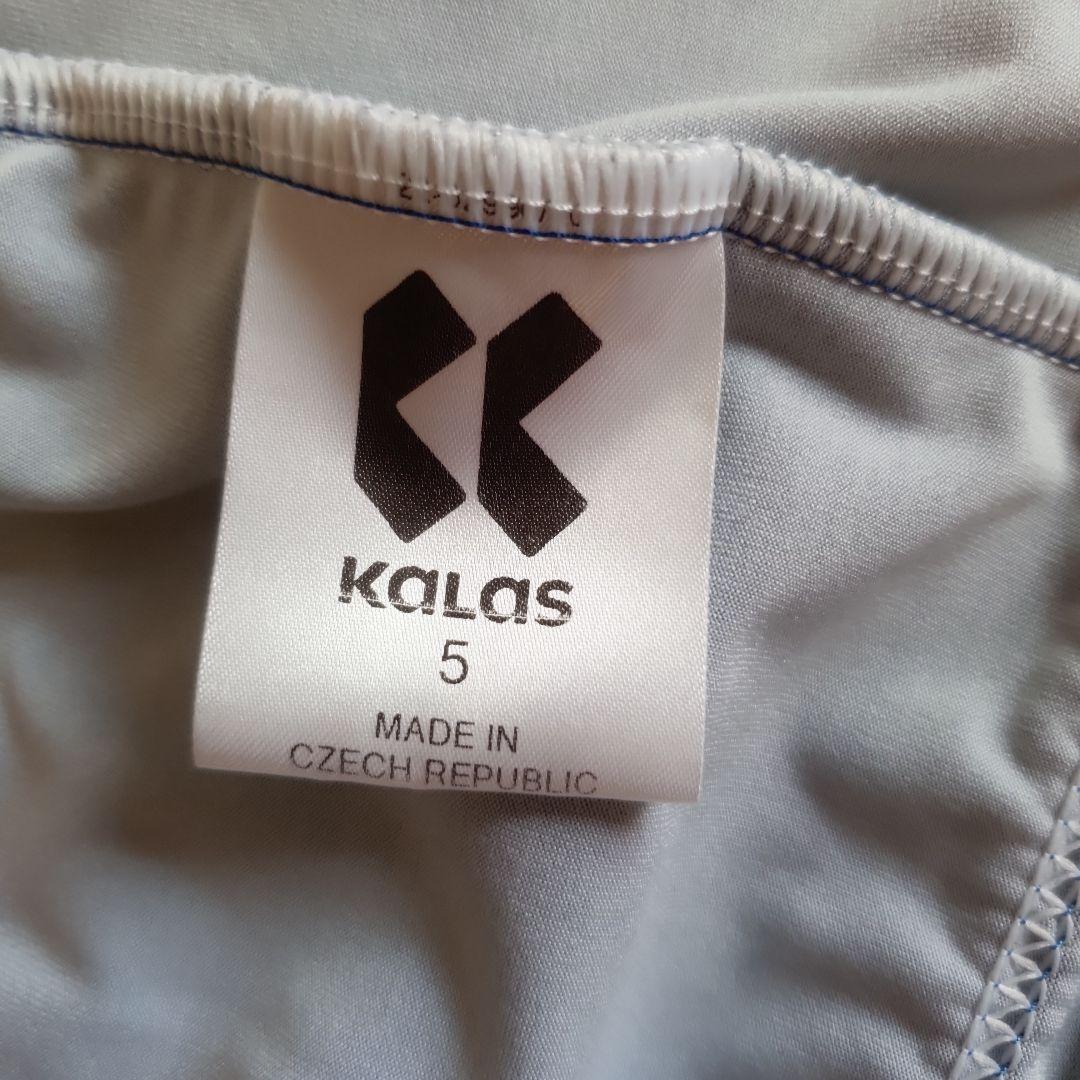 KALAS
5
MADE IN
CZECH REPUBLIC